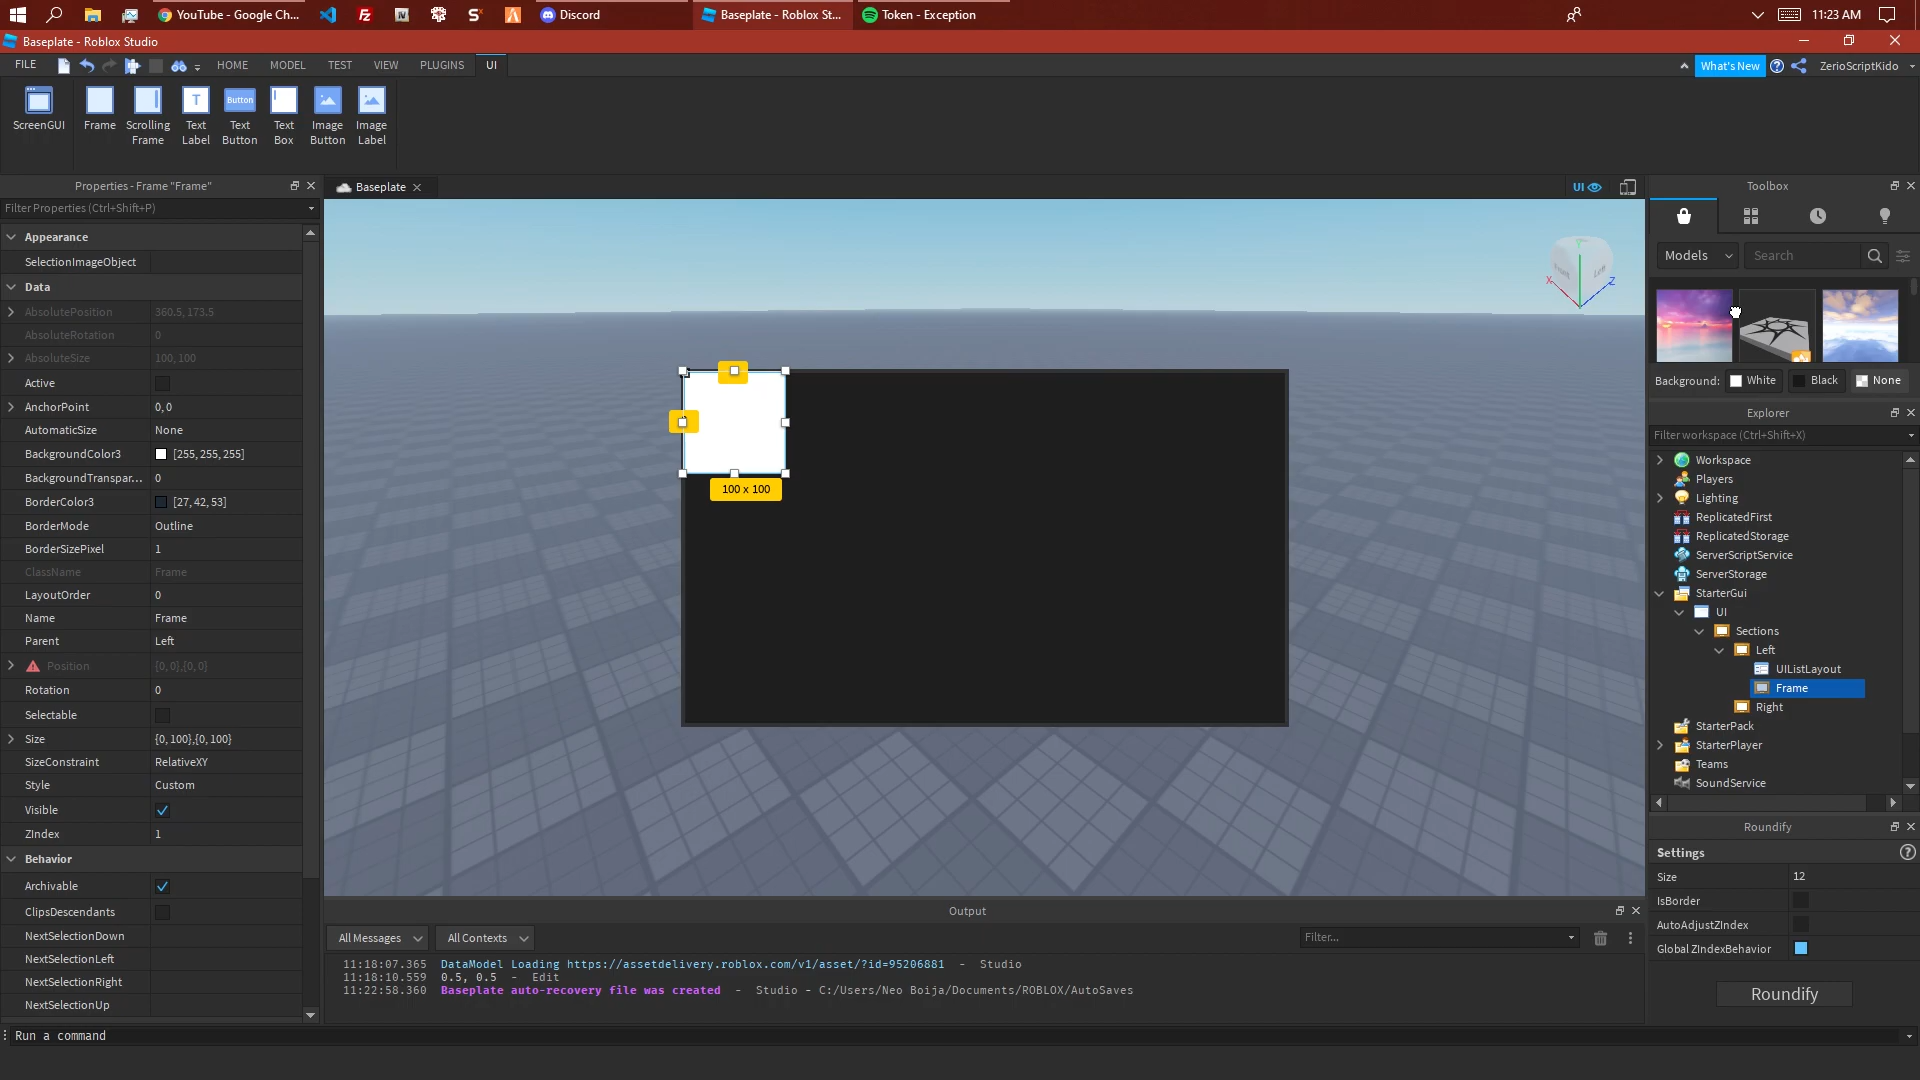 YouTube - Google Ch...
Discord
Baseplate - Roblox St...
Token - Exception
11:23 AM
Baseplate - Roblox Studio
FILE
HOME
MODEL
TEST
VIEW
PLUGINS
UI
What's New
ZerioScriptKido
ScreenGUI
Frame
Scrolling
Frame
Text
Label
Button
Text
Button
Text
Box
Image
Button
Image
Label
Properties - Frame "Frame"
Filter Properties (Ctrl+Shift+P)
Appearance
SelectionImageObject
Data
AbsolutePosition 360.5, 173.5
AbsoluteRotation 0
AbsoluteSize 100, 100
Active
AnchorPoint 0, 0
AutomaticSize None
BackgroundColor3 [255, 255, 255]
BackgroundTranspar... 0
BorderColor3 [27, 42, 53]
BorderMode Outline
BorderSizePixel 1
ClassName Frame
LayoutOrder 0
Name Frame
Parent Left
Position {0, 0},{0, 0}
Rotation 0
Selectable
Size {0, 100},{0, 100}
SizeConstraint RelativeXY
Style Custom
Visible
ZIndex 1
Behavior
Archivable
ClipsDescendants
NextSelectionDown
NextSelectionLeft
NextSelectionRight
NextSelectionUp
Baseplate
UI
X
Z
Left
100 x 100
Output
All Messages
All Contexts
Filter...
11:18:07.365 DataModel Loading https://assetdelivery.roblox.com/v1/asset/?id=95206881 - Studio
11:18:10.559 0.5, 0.5 - Edit
11:22:58.360 Baseplate auto-recovery file was created - Studio - C:/Users/Neo Boija/Documents/ROBLOX/AutoSaves
Toolbox
Models
Search
Background:
White
Black
None
Explorer
Filter workspace (Ctrl+Shift+X)
Workspace
Players
Lighting
ReplicatedFirst
ReplicatedStorage
ServerScriptService
ServerStorage
StarterGui
UI
Sections
Left
UIListLayout
Frame
Right
StarterPack
StarterPlayer
Teams
SoundService
Roundify
Settings
Size 12
IsBorder
AutoAdjustZIndex
Global ZIndexBehavior
Roundify
Run a command